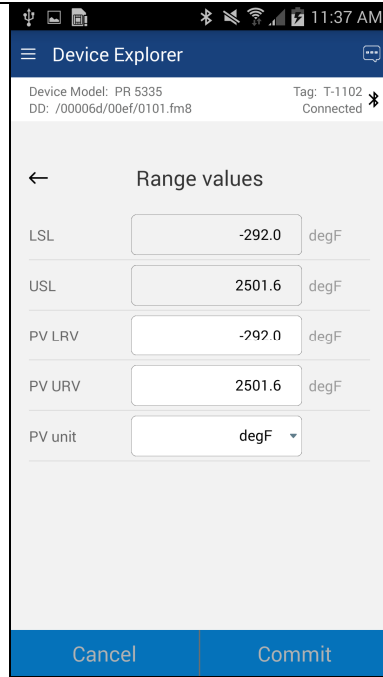 11:37 AM
Device Explorer
Device Model: PR 5335 Tag: T-1102
DD: /00006d/00ef/0101.fm8 Connected
Range values
LSL -292.0 degF
USL 2501.6 degF
PV LRV -292.0 degF
PV URV 2501.6 degF
PV unit degF
Cancel Commit